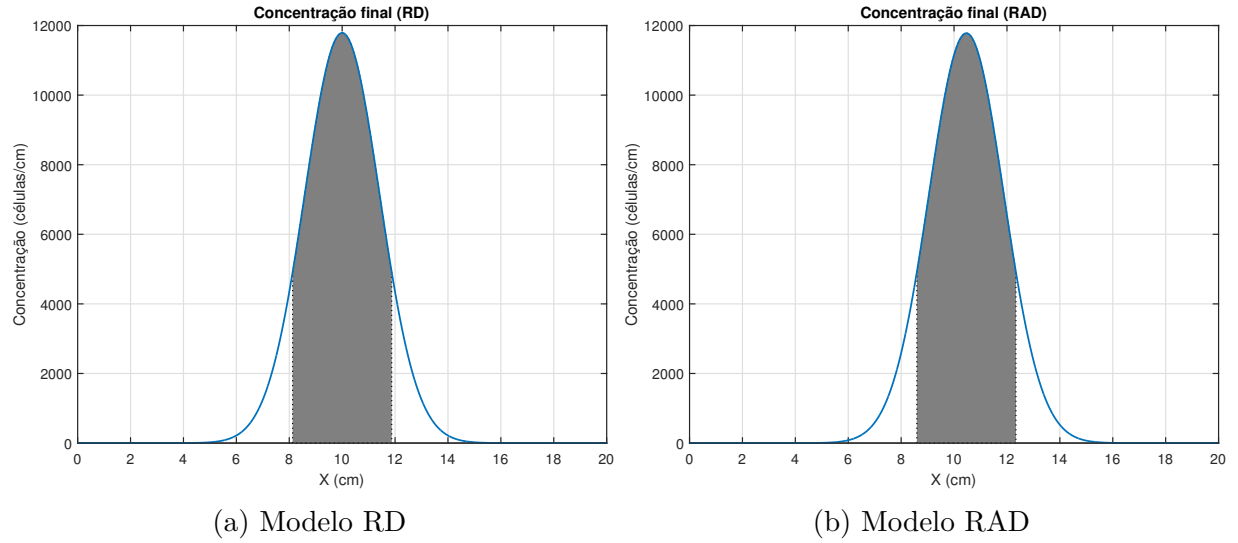 Concentração final (RD)
12000
10000
8000
6000
4000
2000
0
Concentração (células/cm)
0 2 4 6 8 10 12 14 16 18 20
X (cm)
(a) Modelo RD
Concentração final (RAD)
12000
10000
8000
6000
4000
2000
0
Concentração (células/cm)
0 2 4 6 8 10 12 14 16 18 20
X (cm)
(b) Modelo RAD